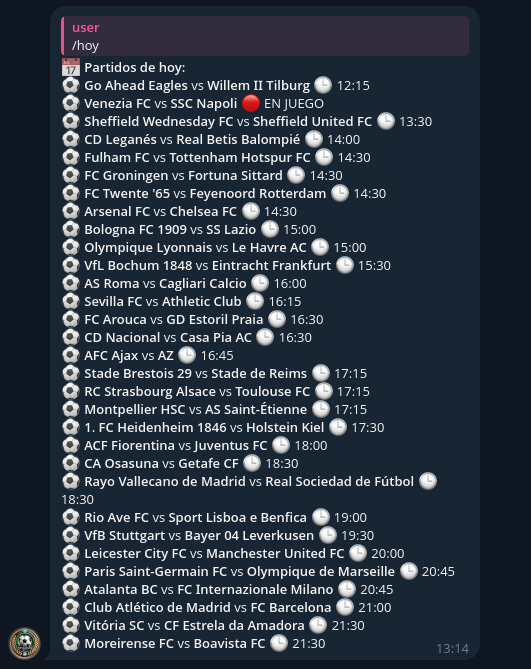 user
/hoy
17 Partidos de hoy:
Go Ahead Eagles vs Willem II Tilburg 12:15
Venezia FC vs SSC Napoli EN JUEGO
Sheffield Wednesday FC vs Sheffield United FC 13:30
CD Leganés vs Real Betis Balompié 14:00
Fulham FC vs Tottenham Hotspur FC 14:30
FC Groningen vs Fortuna Sittard 14:30
FC Twente '65 vs Feyenoord Rotterdam 14:30
Arsenal FC vs Chelsea FC 14:30
Bologna FC 1909 vs SS Lazio 15:00
Olympique Lyonnais vs Le Havre AC 15:00
VfL Bochum 1848 vs Eintracht Frankfurt 15:30
AS Roma vs Cagliari Calcio 16:00
Sevilla FC vs Athletic Club 16:15
FC Arouca vs GD Estoril Praia 16:30
CD Nacional vs Casa Pia AC 16:30
AFC Ajax vs AZ 16:45
Stade Brestois 29 vs Stade de Reims 17:15
RC Strasbourg Alsace vs Toulouse FC 17:15
Montpellier HSC vs AS Saint-Étienne 17:15
1. FC Heidenheim 1846 vs Holstein Kiel 17:30
ACF Fiorentina vs Juventus FC 18:00
CA Osasuna vs Getafe CF 18:30
Rayo Vallecano de Madrid vs Real Sociedad de Fútbol
18:30
Rio Ave FC vs Sport Lisboa e Benfica 19:00
VfB Stuttgart vs Bayer 04 Leverkusen 19:30
Leicester City FC vs Manchester United FC 20:00
Paris Saint-Germain FC vs Olympique de Marseille 20:45
Atalanta BC vs FC Internazionale Milano 20:45
Club Atlético de Madrid vs FC Barcelona 21:00
Vitória SC vs CF Estrela da Amadora 21:30
Moreirense FC vs Boavista FC 21:30
13:14